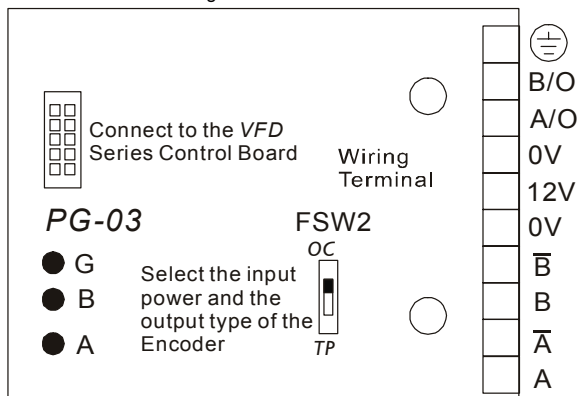 B/O
A/O
Connect to the VFD
Series Control Board
Wiring
Terminal
0V
12V
0V
PG-03
FSW2
OC
G
B
A
Select the input
power and the
output type of the
Encoder
TP
B̅
B
A̅
A